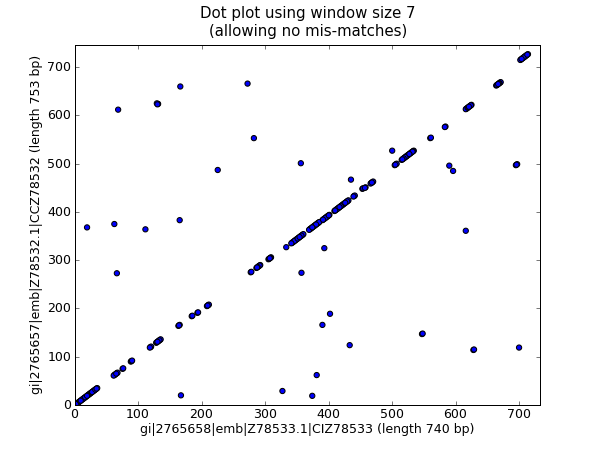 Dot plot using window size 7
(allowing no mis-matches)
gi|2765657|emb|Z78532.1|CCZ78532 (length 753 bp)
700
600
500
400
300
200
100
0
0 100 200 300 400 500 600 700
gi|2765658|emb|Z78533.1|CIZ78533 (length 740 bp)